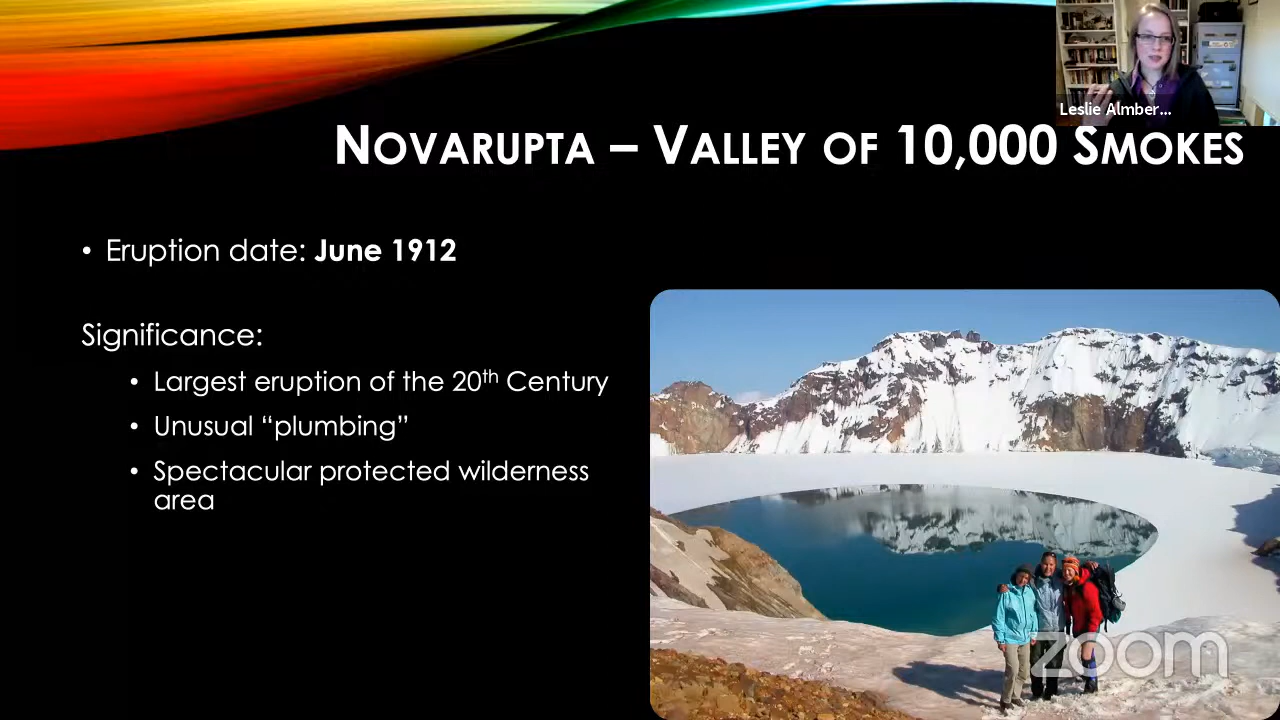 Leslie Almber...
NOVARUPTA – VALLEY OF 10,000 SMOKES
• Eruption date: June 1912
Significance:
• Largest eruption of the 20th Century
• Unusual “plumbing”
• Spectacular protected wilderness
area
zoom